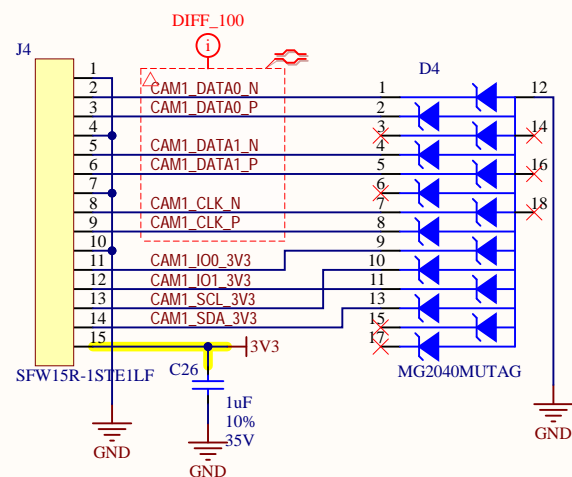 DIFF_100
i
J4
D4
1
2 CAM1_DATA0_N 1 12
3 CAM1_DATA0_P 2
4 3 14
5 CAM1_DATA1_N 4
6 CAM1_DATA1_P 5 16
7 6
8 CAM1_CLK_N 7 18
9 CAM1_CLK_P 8
10 9
11 CAM1_IO0_3V3 10
12 CAM1_IO1_3V3 11
13 CAM1_SCL_3V3 13
14 CAM1_SDA_3V3 15
15 3V3 17
SFW15R-1STE1LF
C26
MG2040MUTAG
1uF
10%
35V
GND
GND
GND